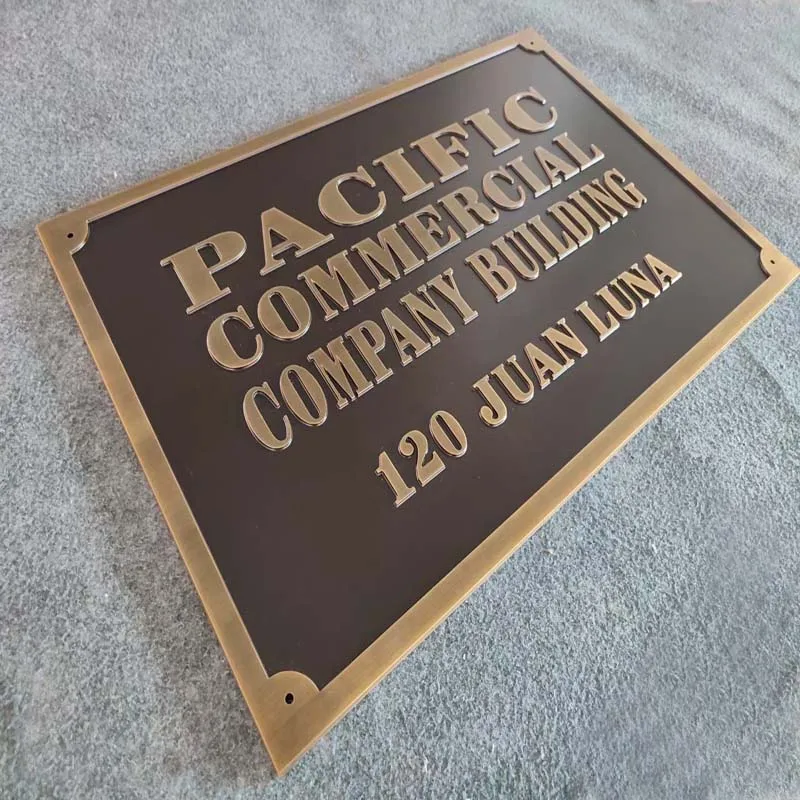 PACIFIC
COMMERCIAL
COMPANY BUILDING
120 JUAN LUNA